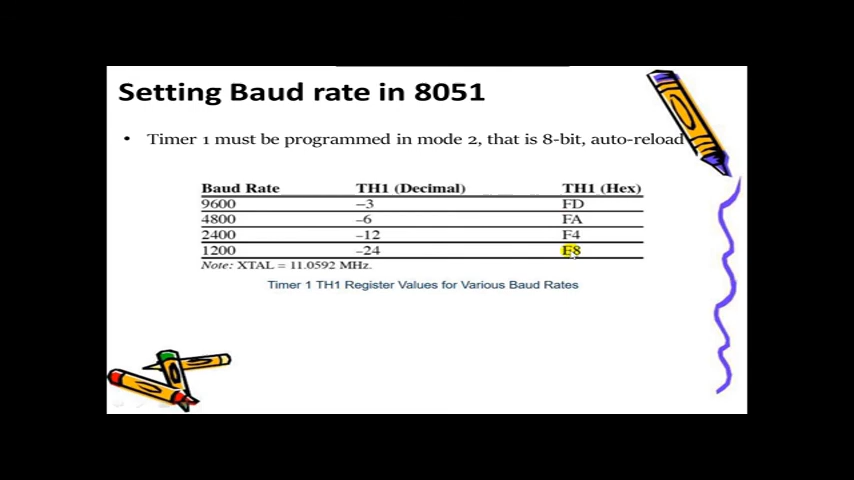 Setting Baud rate in 8051
• Timer 1 must be programmed in mode 2, that is 8-bit, auto-reload
Baud Rate TH1 (Decimal) TH1 (Hex)
9600 –3 FD
4800 –6 FA
2400 –12 F4
1200 –24 E8
Note: XTAL = 11.0592 MHz.
Timer 1 TH1 Register Values for Various Baud Rates